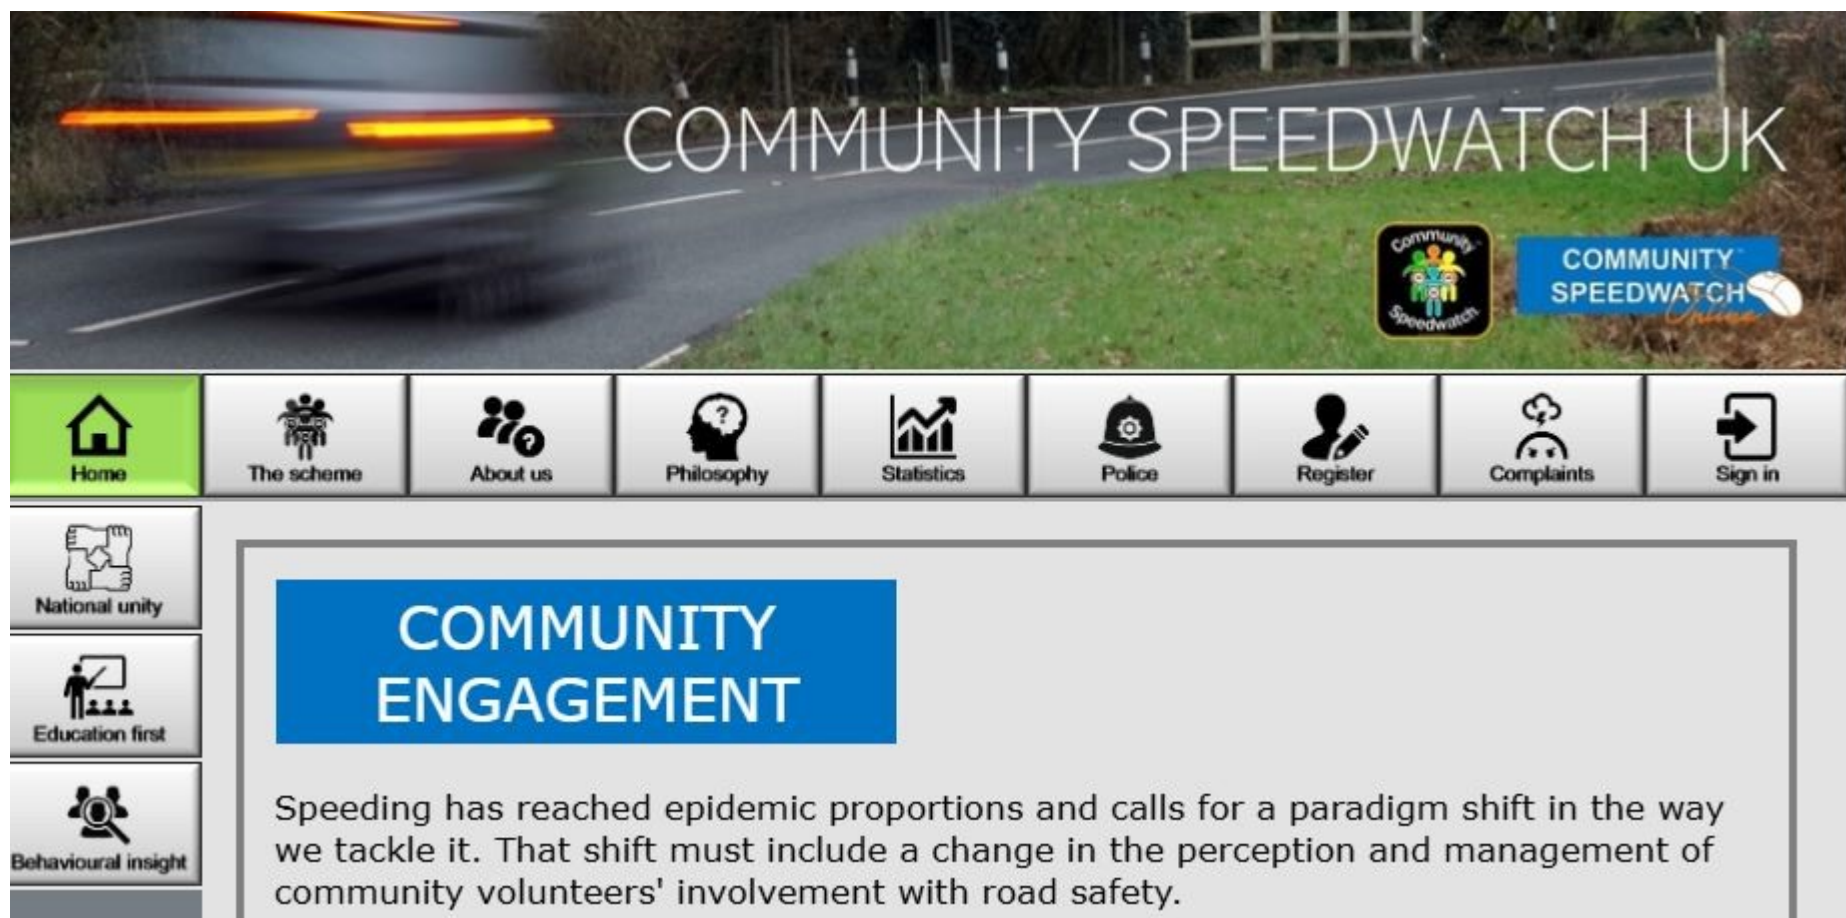 COMMUNITY SPEEDWATCH UK
Community
Speedwatch
COMMUNITY
SPEEDWATCH
Online
Home
The scheme
About us
Philosophy
Statistics
Police
Register
Complaints
Sign in
National unity
Education first
Behavioural insight
COMMUNITY
ENGAGEMENT
Speeding has reached epidemic proportions and calls for a paradigm shift in the way
we tackle it. That shift must include a change in the perception and management of
community volunteers' involvement with road safety.